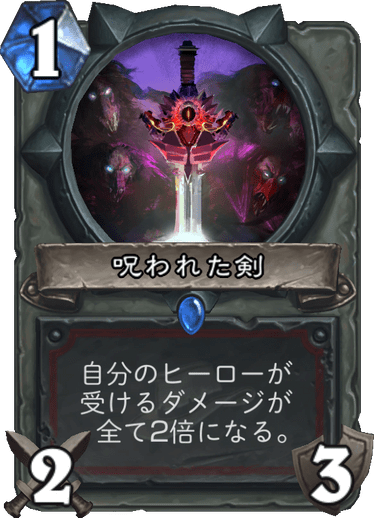 1
呪われた剣
自分のヒーローが
受けるダメージが
全て2倍になる。
2
3